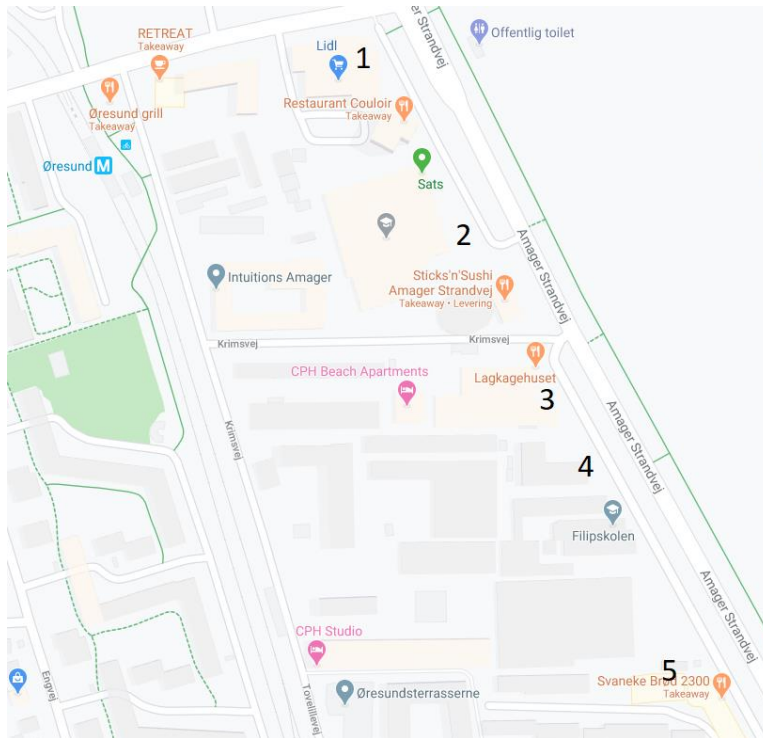 RETREAT
Takeaway
Lidl
1
Amager Strandvej
Offentlig toilet
Øresund grill
Takeaway
Restaurant Couloir
Takeaway
Øresund M
Sats
2
Amager Strandvej
Intuitions Amager
Sticks'n'Sushi
Amager Strandvej
Takeaway • Levering
Krimsvej
Krimsvej
CPH Beach Apartments
Lagkagehuset
3
Krimsvej
Amager Strandvej
4
Filipskolen
Amager Strandvej
CPH Studio
5
Svaneke Brød 2300
Takeaway
Engvej
Tovelillevej
Øresundsterrasserne